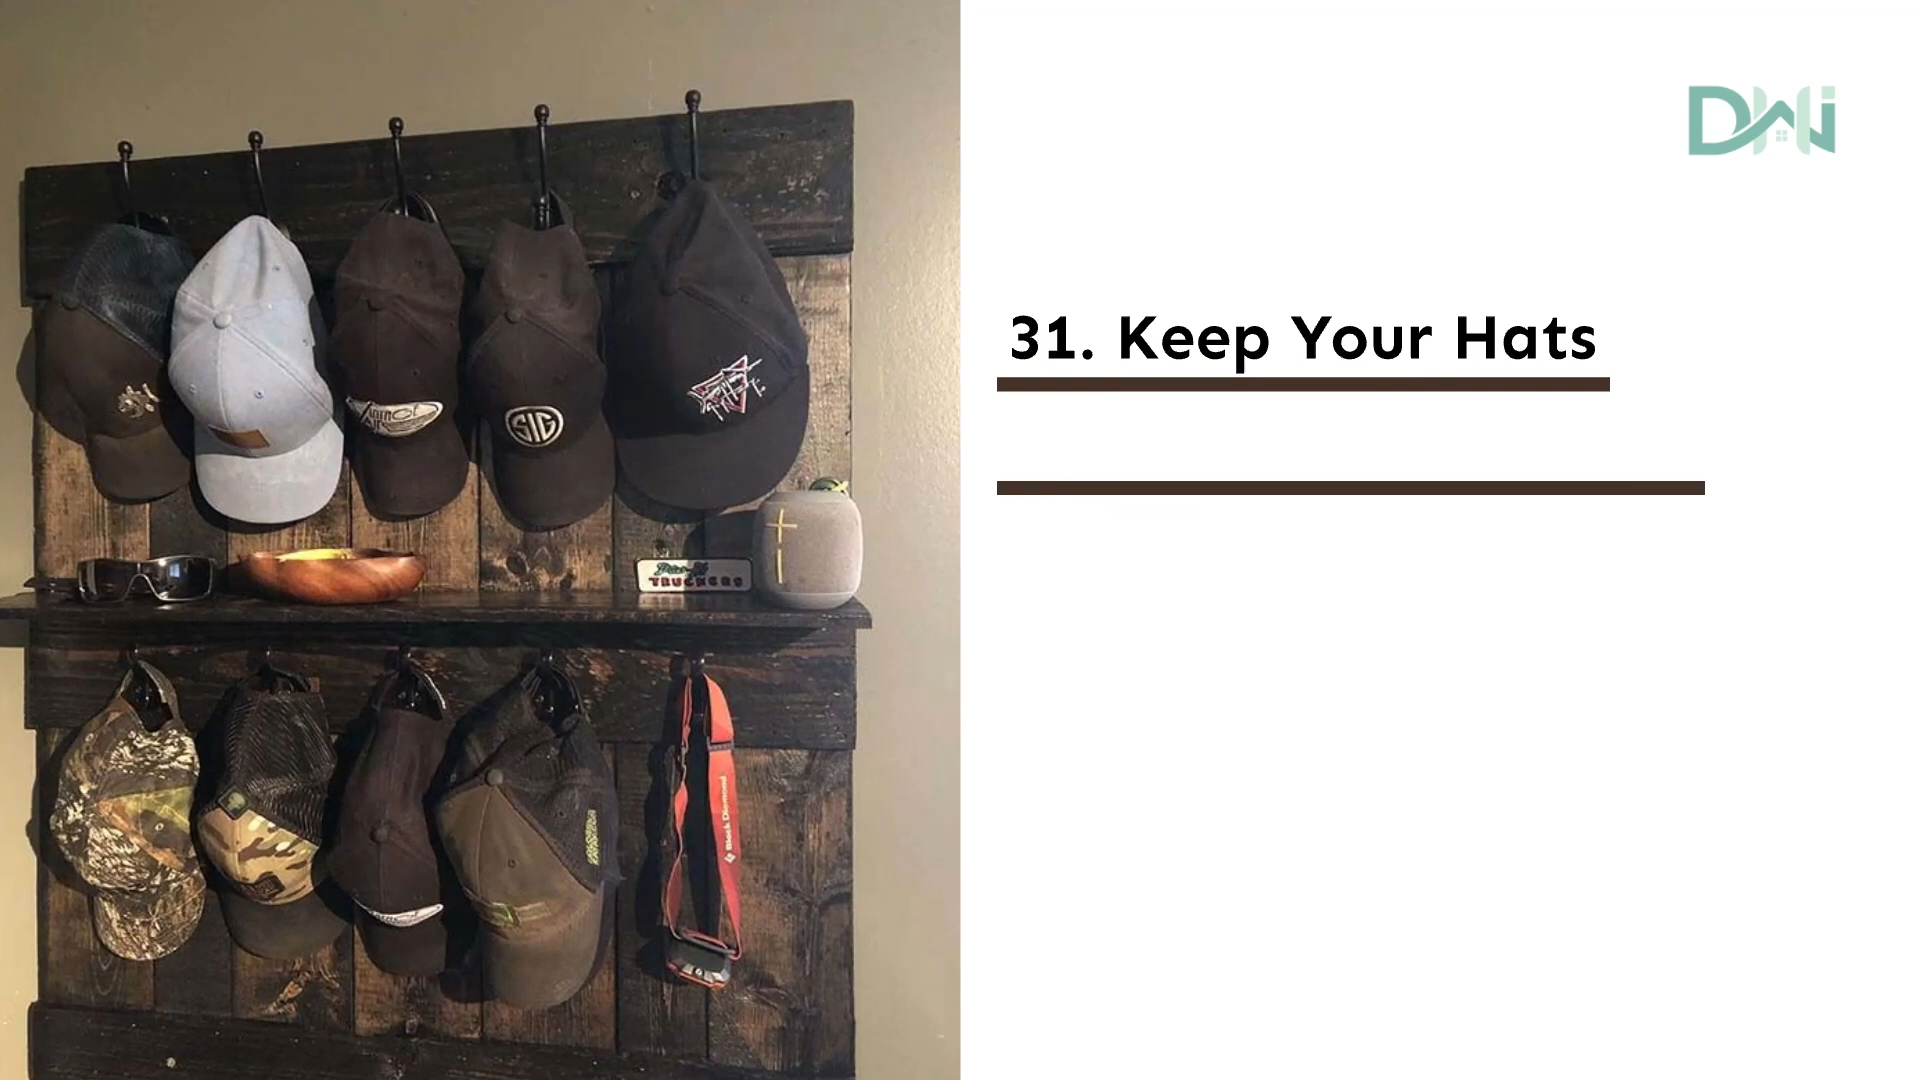 DHI
31. Keep Your Hats
SIG
TRUCKERS
Black Diamond